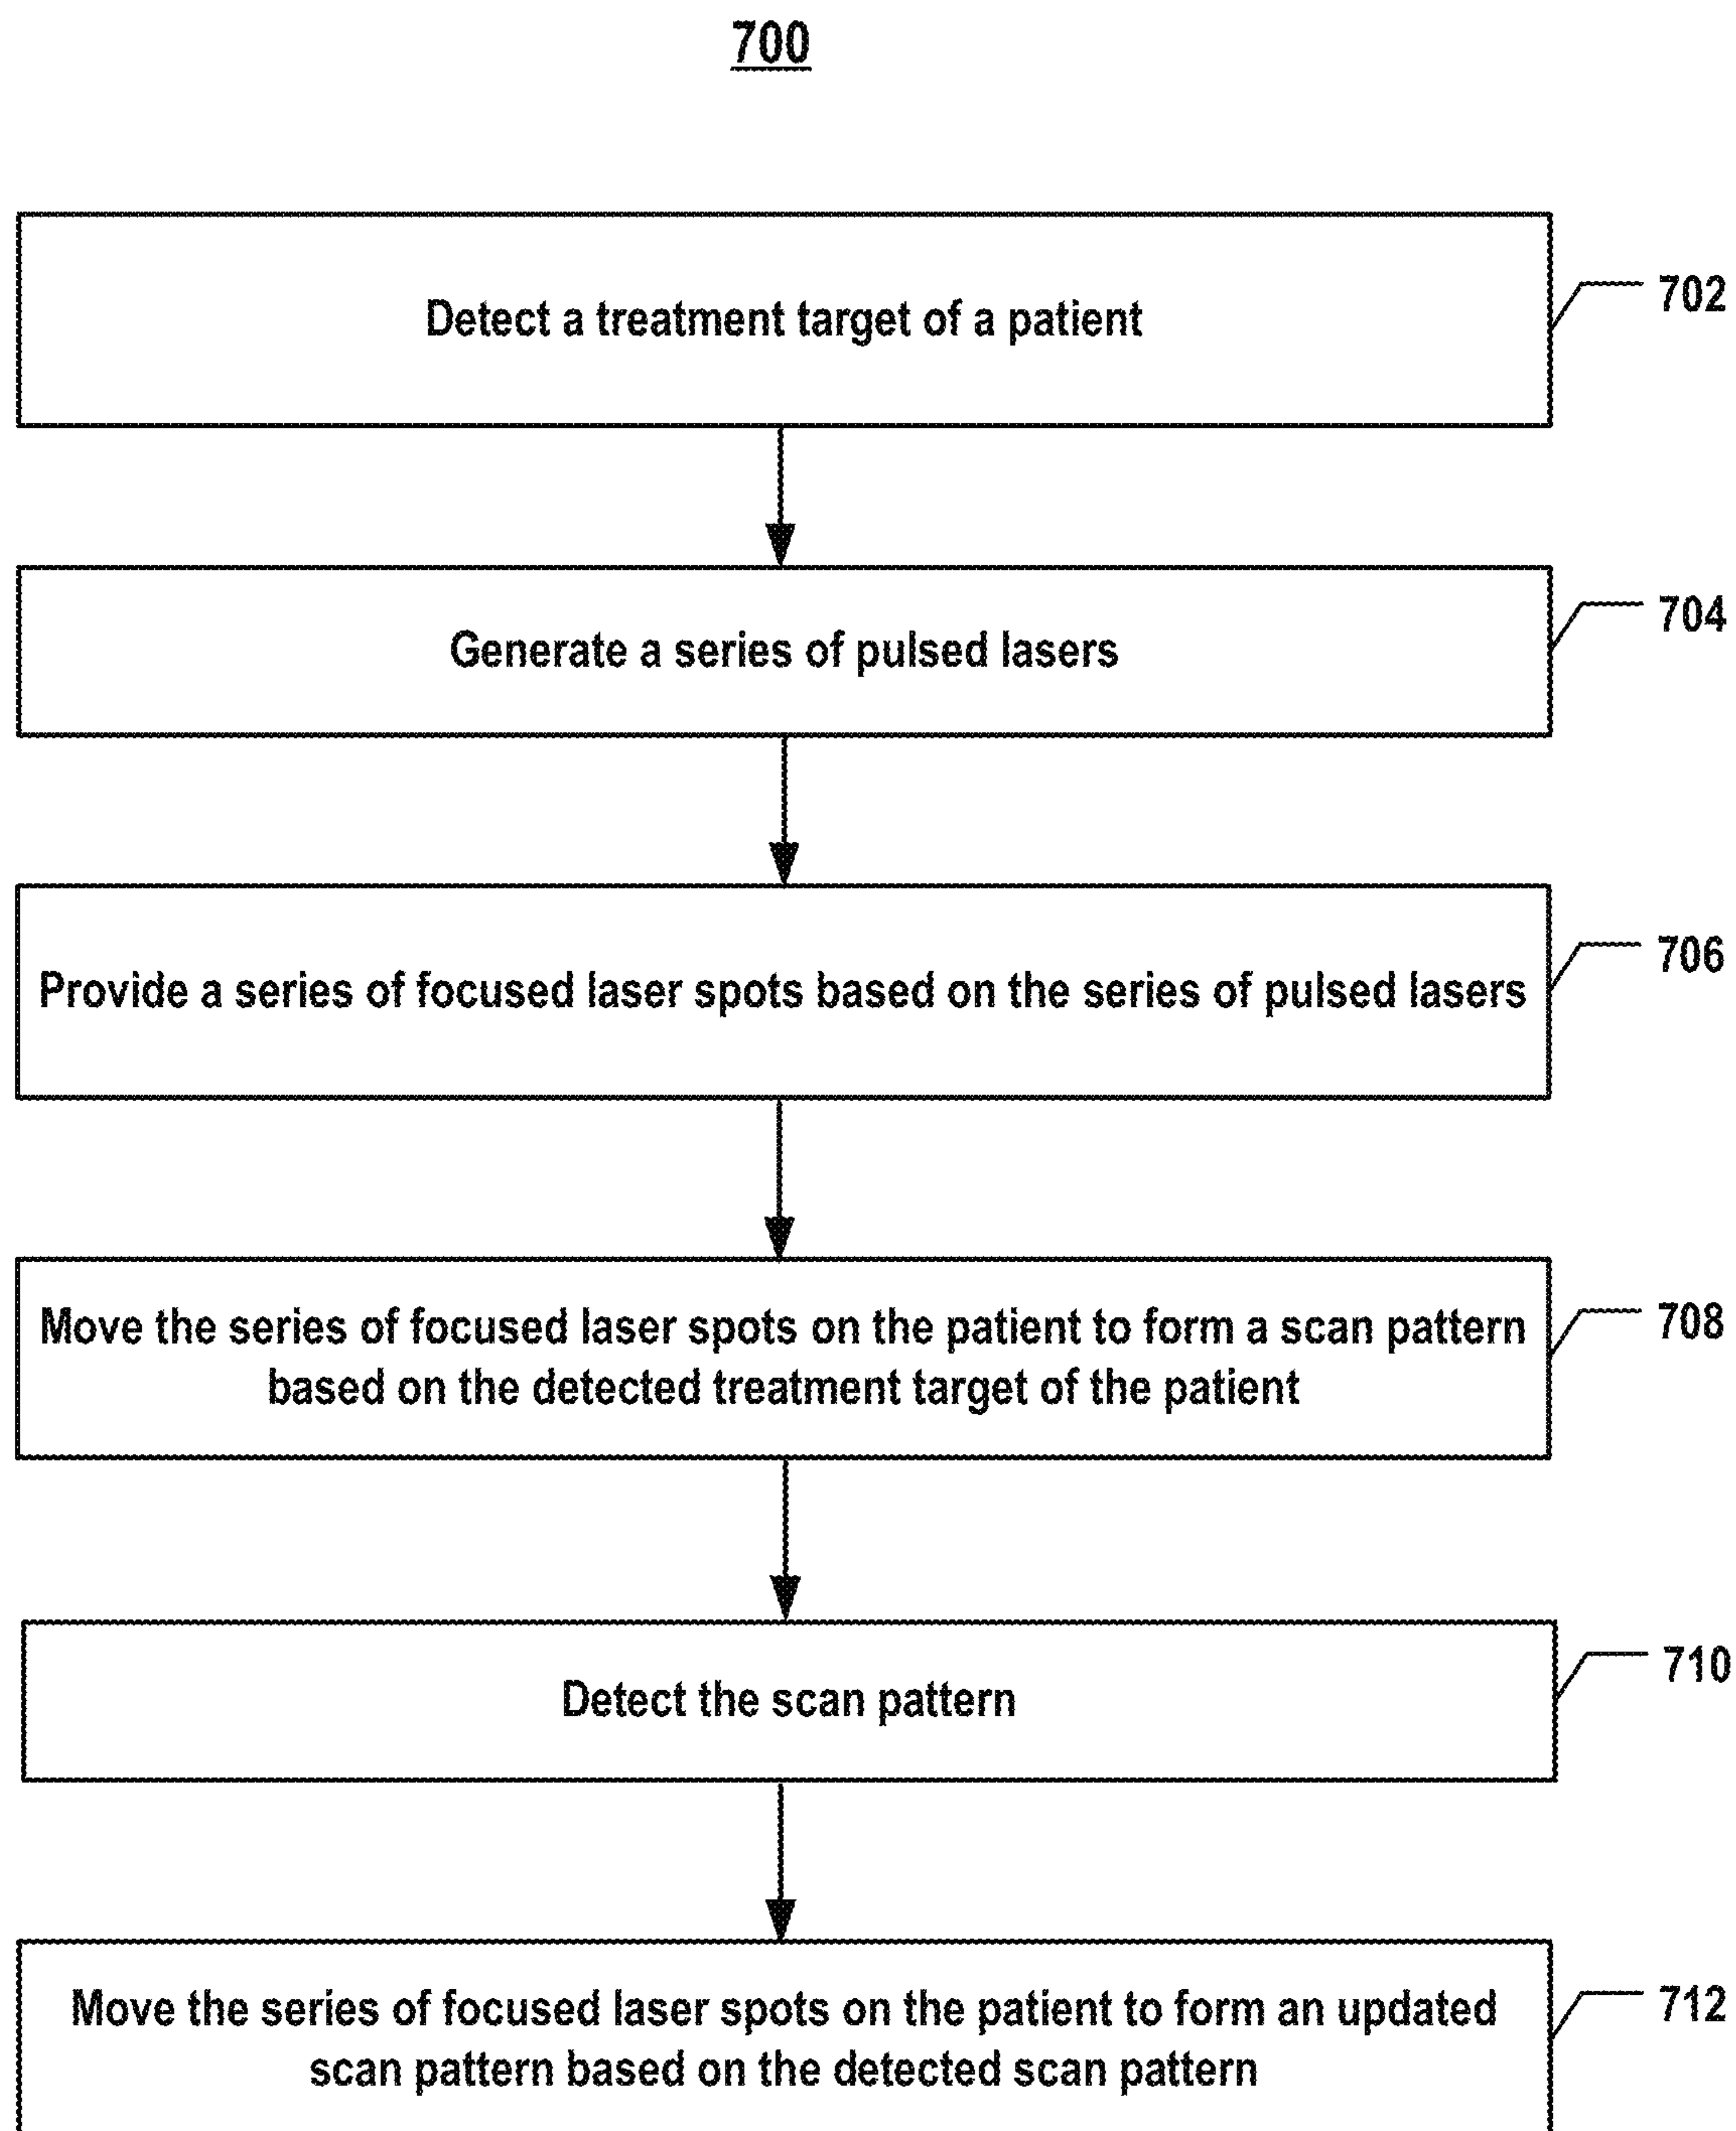 700
Detect a treatment target of a patient
702
Generate a series of pulsed lasers
704
Provide a series of focused laser spots based on the series of pulsed lasers
706
Move the series of focused laser spots on the patient to form a scan pattern
based on the detected treatment target of the patient
708
Detect the scan pattern
710
Move the series of focused laser spots on the patient to form an updated
scan pattern based on the detected scan pattern
712